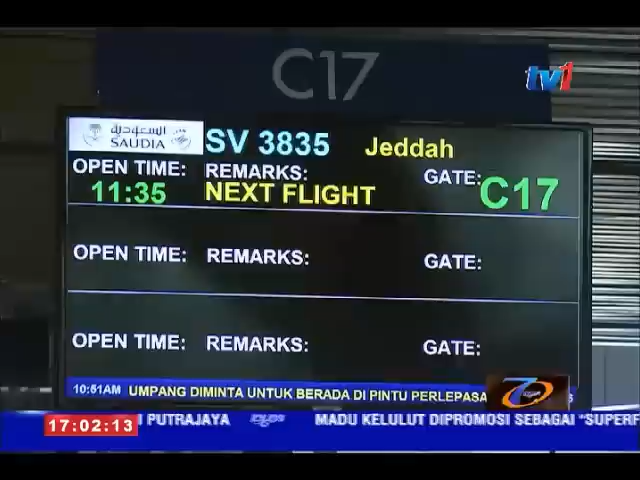 C17
tv1
السعودية
SAUDIA
SV 3835 Jeddah
OPEN TIME: REMARKS: GATE:
11:35 NEXT FLIGHT C17
OPEN TIME: REMARKS: GATE:
OPEN TIME: REMARKS: GATE:
10:51AM UMPANG DIMINTA UNTUK BERADA DI PINTU PERLEPASA
17:02:13 I PUTRAJAYA MADU KELULUT DIPROMOSI SEBAGAI "SUPERF